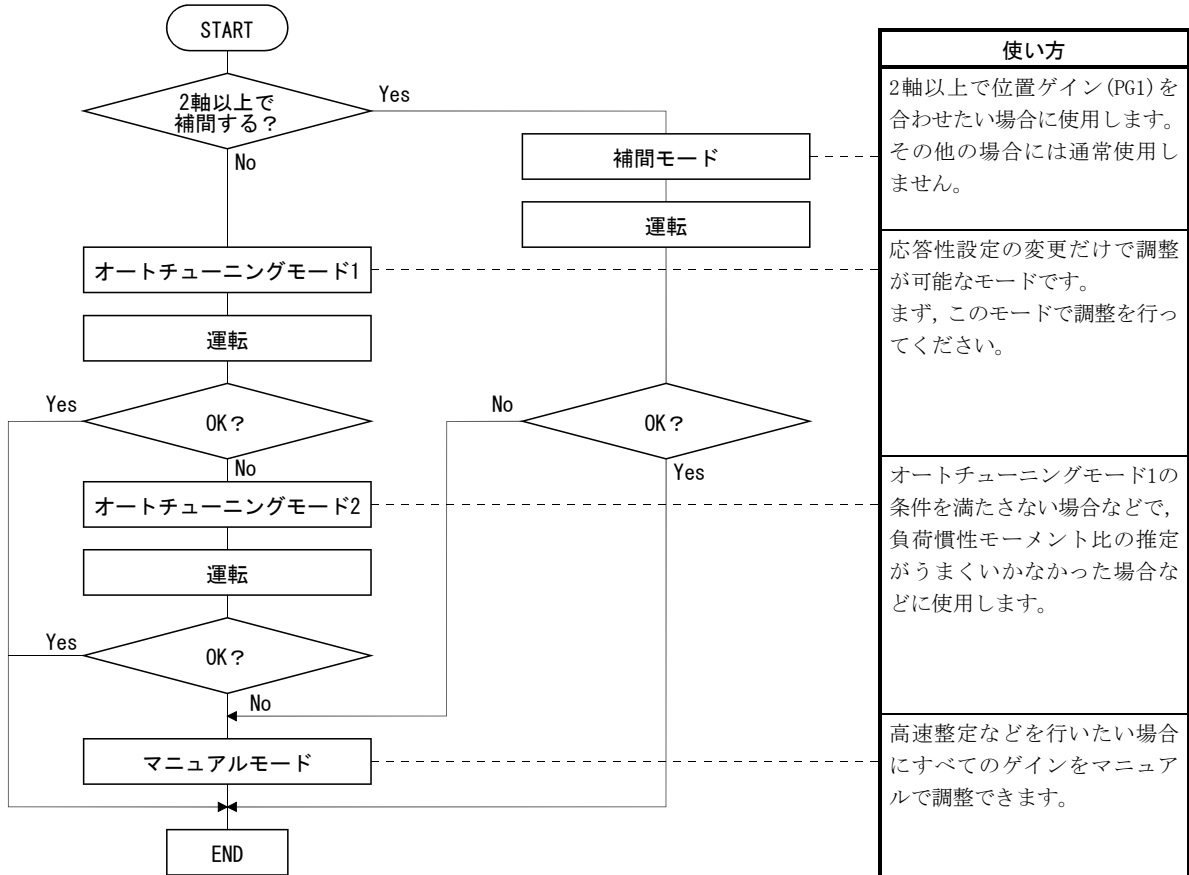 START
2軸以上で
補間する?
Yes
No
補間モード
運転
オートチューニングモード1
運転
Yes
OK?
No
No
OK?
Yes
オートチューニングモード2
運転
Yes
OK?
No
マニュアルモード
END
使い方
2軸以上で位置ゲイン(PG1)を
合わせたい場合に使用します。
その他の場合には通常使用し
ません。
応答性設定の変更だけで調整
が可能なモードです。
まず,このモードで調整を行っ
てください。
オートチューニングモード1の
条件を満たさない場合などで,
負荷慣性モーメント比の推定
がうまくいかなかった場合な
どに使用します。
高速整定などを行いたい場合
にすべてのゲインをマニュア
ルで調整できます。